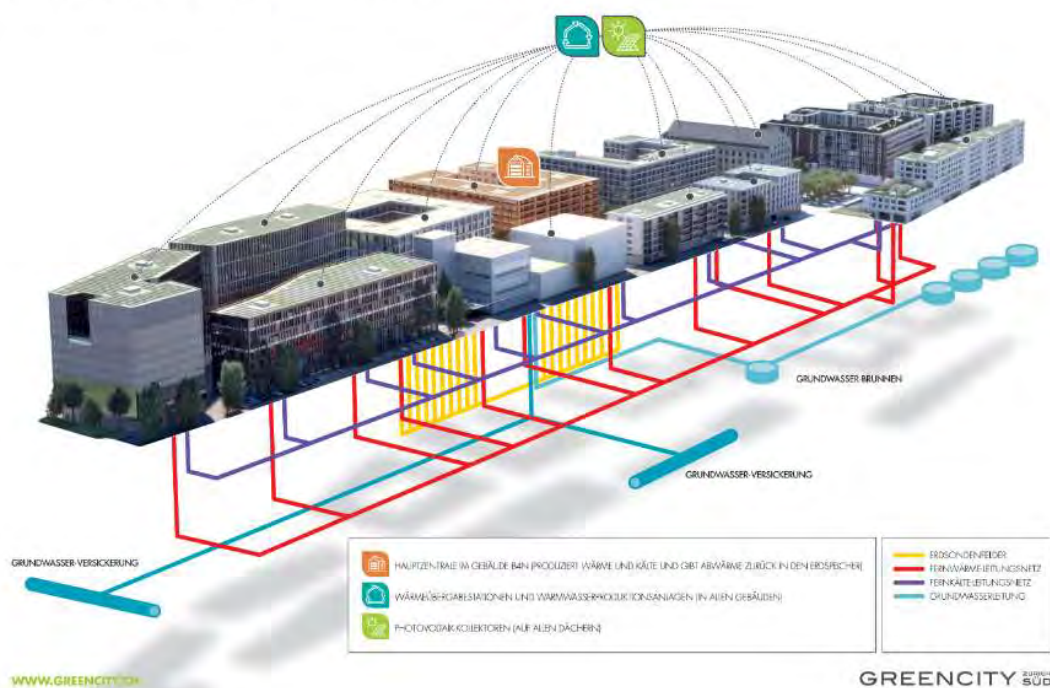 GRUNDWASSER-BRUNNEN
GRUNDWASSER-VERSICKERUNG
GRUNDWASSER-VERSICKERUNG
HAUPTZENTRALE IM GEBÄUDE B4N (PRODUZIERT WÄRME UND KÄLTE UND GIBT ABWÄRME ZURÜCK IN DEN ERDSPEICHER)
WÄRMEÜBERGABESTATIONEN UND WARMWASSERPRODUKTIONSANLAGEN (IN ALLEN GEBÄUDEN)
PHOTOVOLTAIK-KOLLEKTOREN (AUF ALLEN DÄCHERN)
ERDSONDENFELDER
FERNWÄRME-LEITUNGSNETZ
FERNKÄLTE-LEITUNGSNETZ
GRUNDWASSERLEITUNG
WWW.GREENCITY.CH
GREENCITY ZÜRICH SÜD